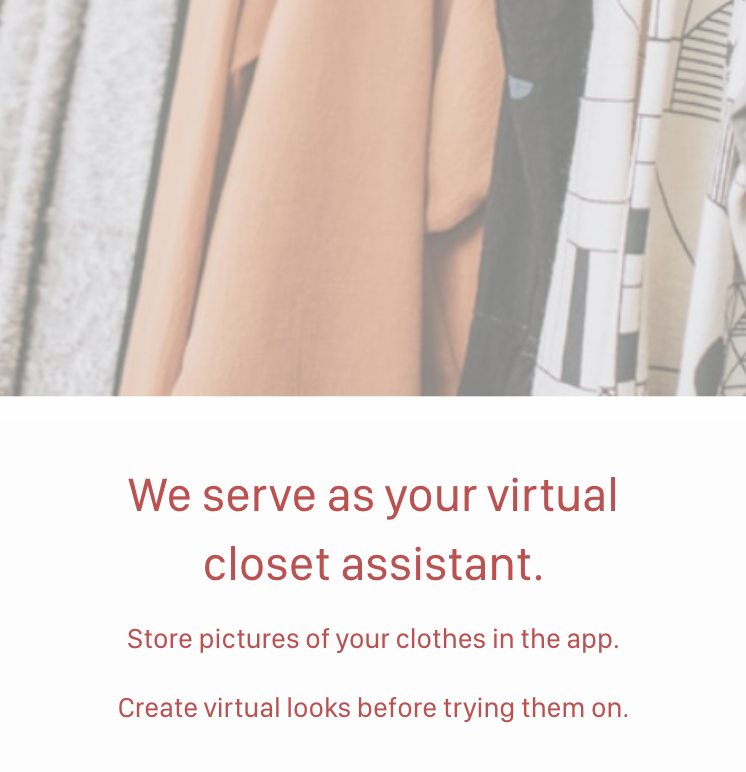 We serve as your virtual
closet assistant.
Store pictures of your clothes in the app.
Create virtual looks before trying them on.